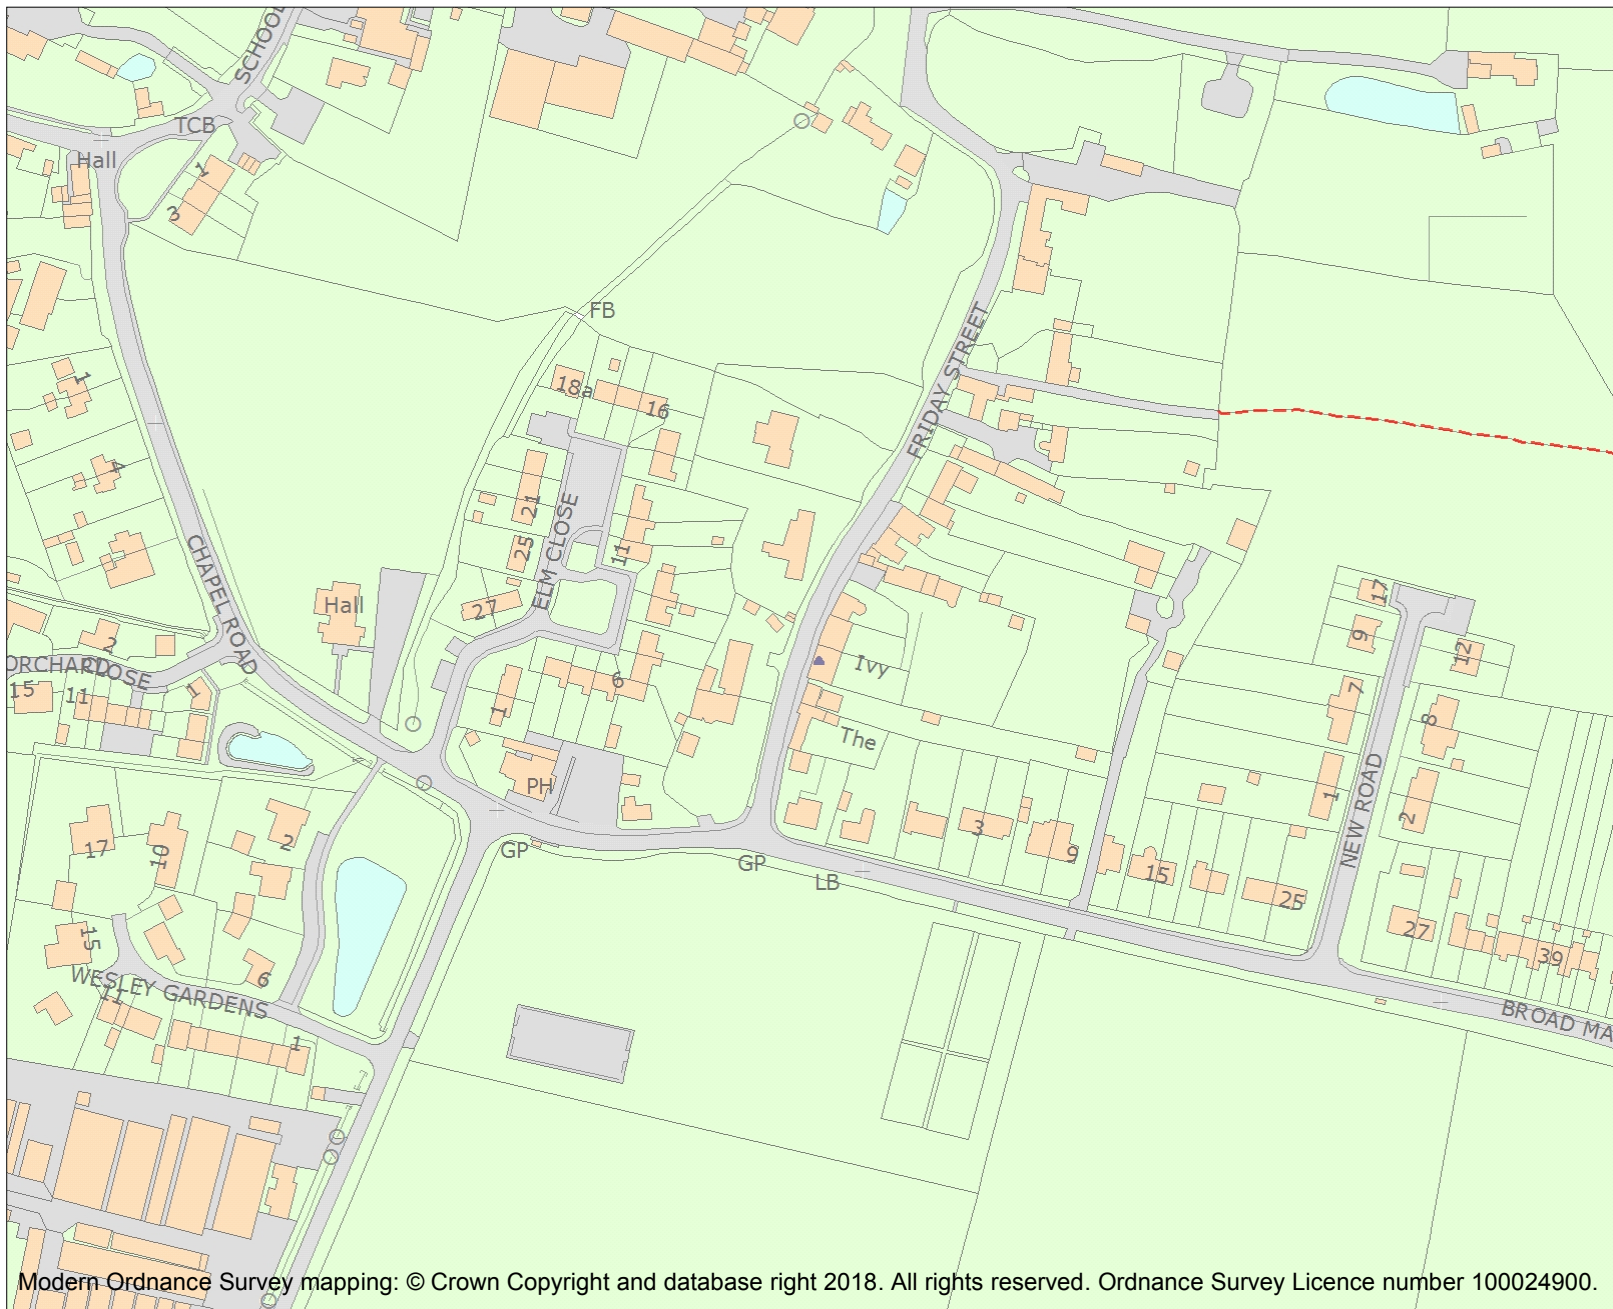 SCHOOL
TCB
Hall
1
3
FB
1
18a
16
FRIDAY STREET
4
21
25
ELM CLOSE
11
CHAPEL ROAD
Hall
27
17
9
12
2
ORCHARD CLOSE
15
11
1
Ivy
6
1
7
8
The
PH
NEW ROAD
1
2
3
9
17
10
2
GP
GP
LB
15
25
27
39
15
6
WESLEY GARDENS
11
1
BROAD MA
Modern Ordnance Survey mapping: © Crown Copyright and database right 2018. All rights reserved. Ordnance Survey Licence number 100024900.